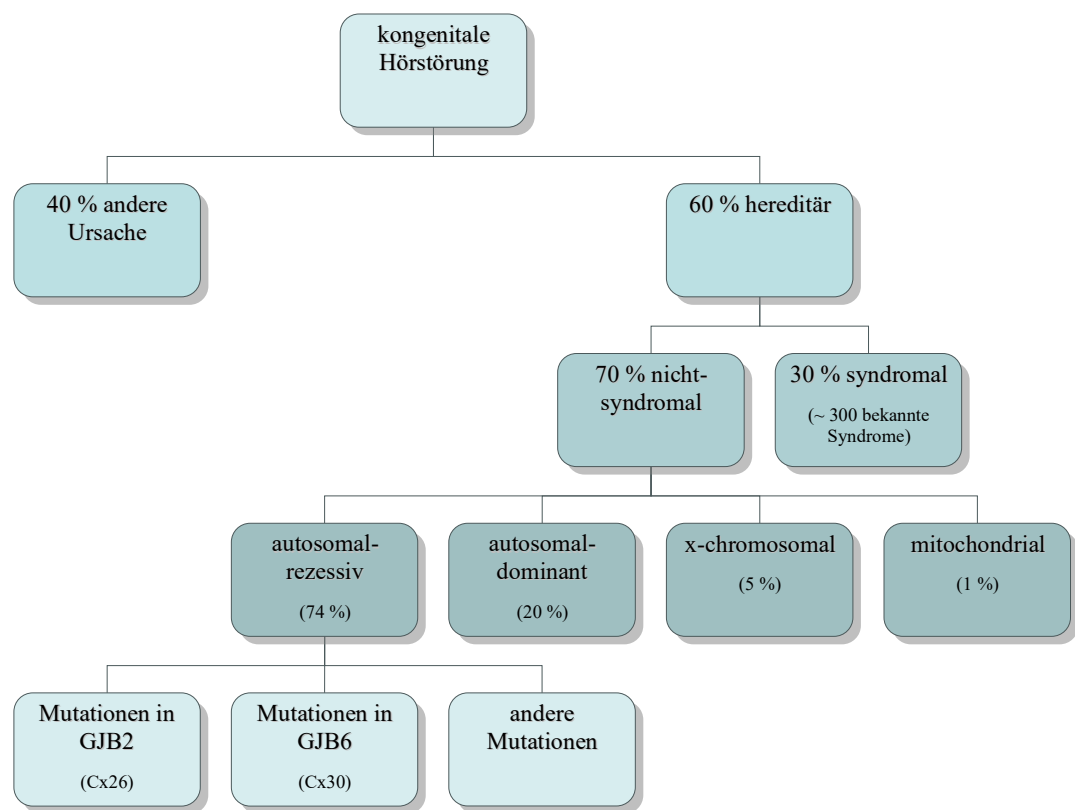 kongenitale
Hörstörung
40 % andere
Ursache
60 % hereditär
70 % nicht-
syndromal
30 % syndromal
(~ 300 bekannte
Syndrome)
autosomal-
rezessiv
(74 %)
autosomal-
dominant
(20 %)
x-chromosomal
(5 %)
mitochondrial
(1 %)
Mutationen in
GJB2
(Cx26)
Mutationen in
GJB6
(Cx30)
andere
Mutationen